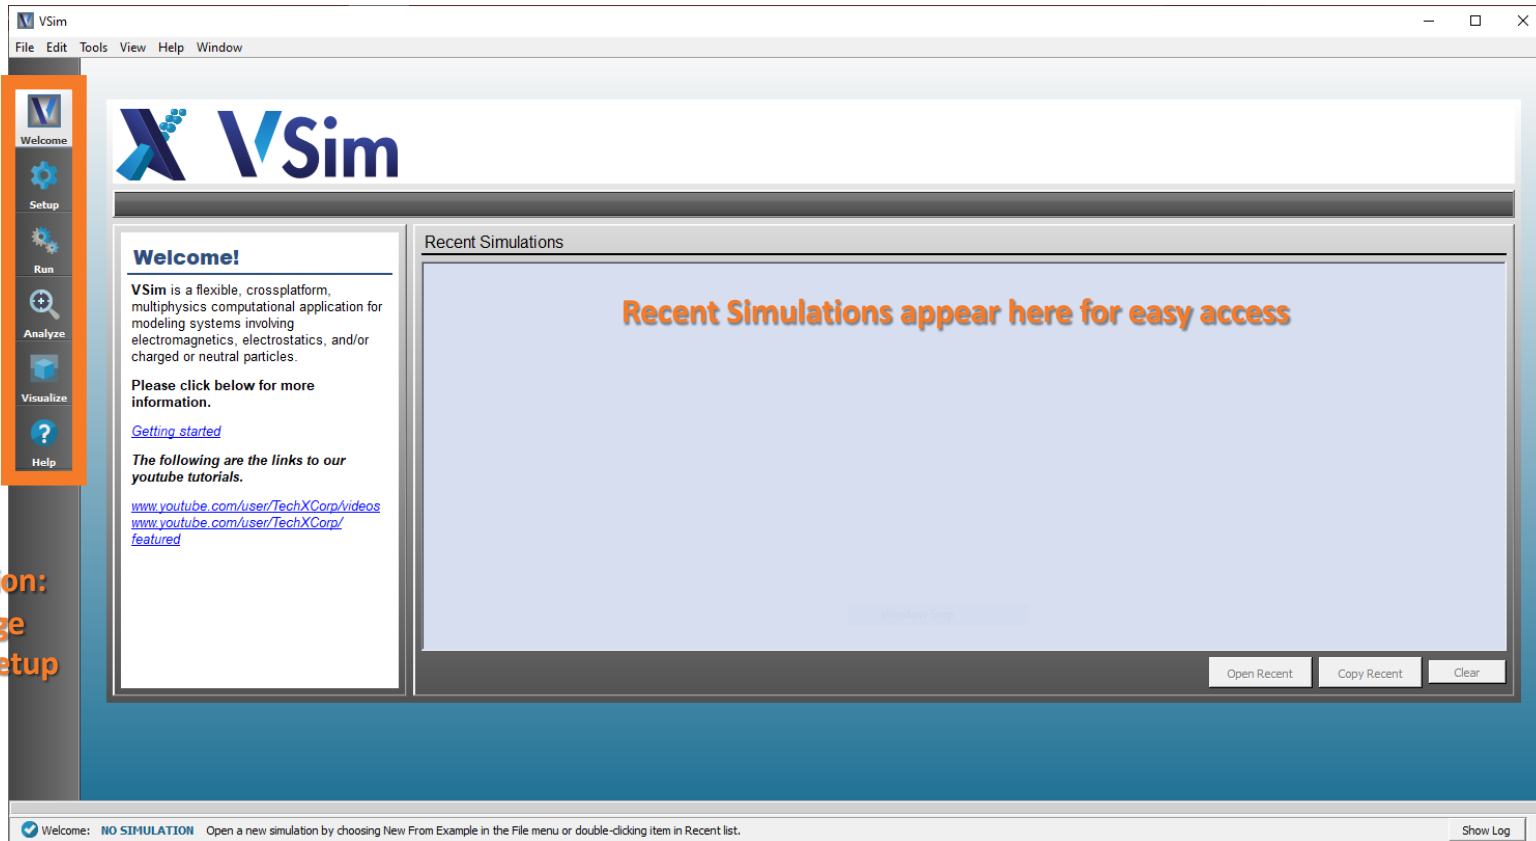 VSim
File Edit Tools View Help Window
Welcome
Setup
Run
Analyze
Visualize
Help
VSim
Welcome!
VSim is a flexible, crossplatform,
multiphysics computational application for
modeling systems involving
electromagnetics, electrostatics, and/or
charged or neutral particles.
Please click below for more
information.
Getting started
The following are the links to our
youtube tutorials.
www.youtube.com/user/TechXCorp/videos
www.youtube.com/user/TechXCorp/
featured
Recent Simulations
Recent Simulations appear here for easy access
Open Recent Copy Recent Clear
on:
ge
etup
Welcome: NO SIMULATION Open a new simulation by choosing New From Example in the File menu or double-clicking item in Recent list.
Show Log